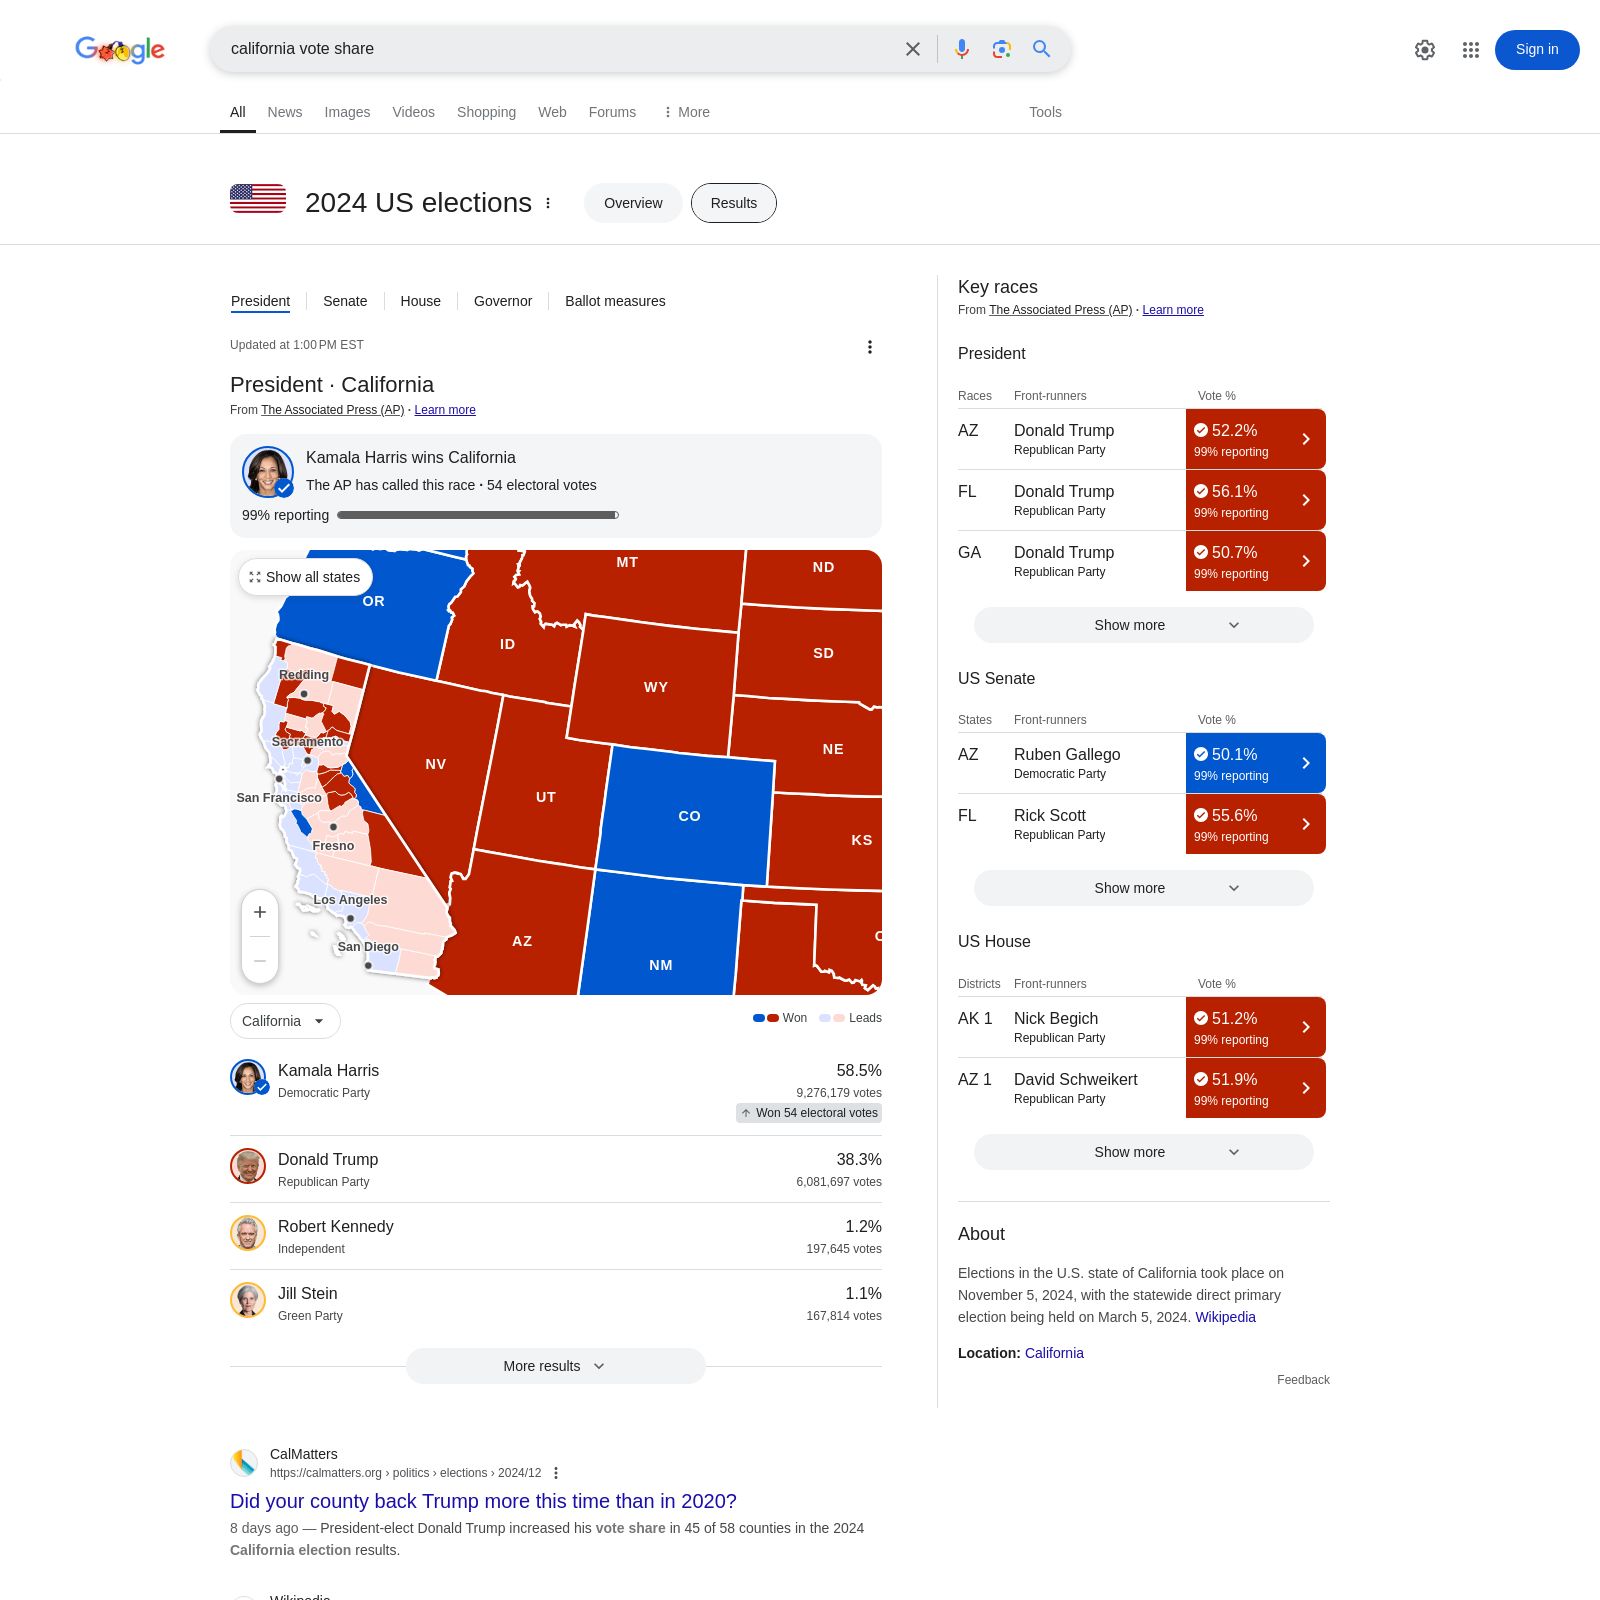 Google
california vote share
Sign in
All News Images Videos Shopping Web Forums More Tools
2024 US elections Overview Results
President Senate House Governor Ballot measures
Updated at 1:00 PM EST
President · California
From The Associated Press (AP) · Learn more
Kamala Harris wins California
The AP has called this race · 54 electoral votes
99% reporting
Show all states
MT
ND
OR
ID
SD
WY
Redding
Sacramento
NE
NV
San Francisco
UT
CO
KS
Fresno
Los Angeles
San Diego
AZ
NM
California
Won Leads
Kamala Harris 58.5%
Democratic Party 9,276,179 votes
Won 54 electoral votes
Donald Trump 38.3%
Republican Party 6,081,697 votes
Robert Kennedy 1.2%
Independent 197,645 votes
Jill Stein 1.1%
Green Party 167,814 votes
More results
Key races
From The Associated Press (AP) · Learn more
President
Races Front-runners Vote %
AZ Donald Trump 52.2%
Republican Party 99% reporting
FL Donald Trump 56.1%
Republican Party 99% reporting
GA Donald Trump 50.7%
Republican Party 99% reporting
Show more
US Senate
States Front-runners Vote %
AZ Ruben Gallego 50.1%
Democratic Party 99% reporting
FL Rick Scott 55.6%
Republican Party 99% reporting
Show more
US House
Districts Front-runners Vote %
AK 1 Nick Begich 51.2%
Republican Party 99% reporting
AZ 1 David Schweikert 51.9%
Republican Party 99% reporting
Show more
About
Elections in the U.S. state of California took place on
November 5, 2024, with the statewide direct primary
election being held on March 5, 2024. Wikipedia
Location: California
Feedback
CalMatters
https://calmatters.org › politics › elections › 2024/12
Did your county back Trump more this time than in 2020?
8 days ago — President-elect Donald Trump increased his vote share in 45 of 58 counties in the 2024
California election results.
Wikipedia